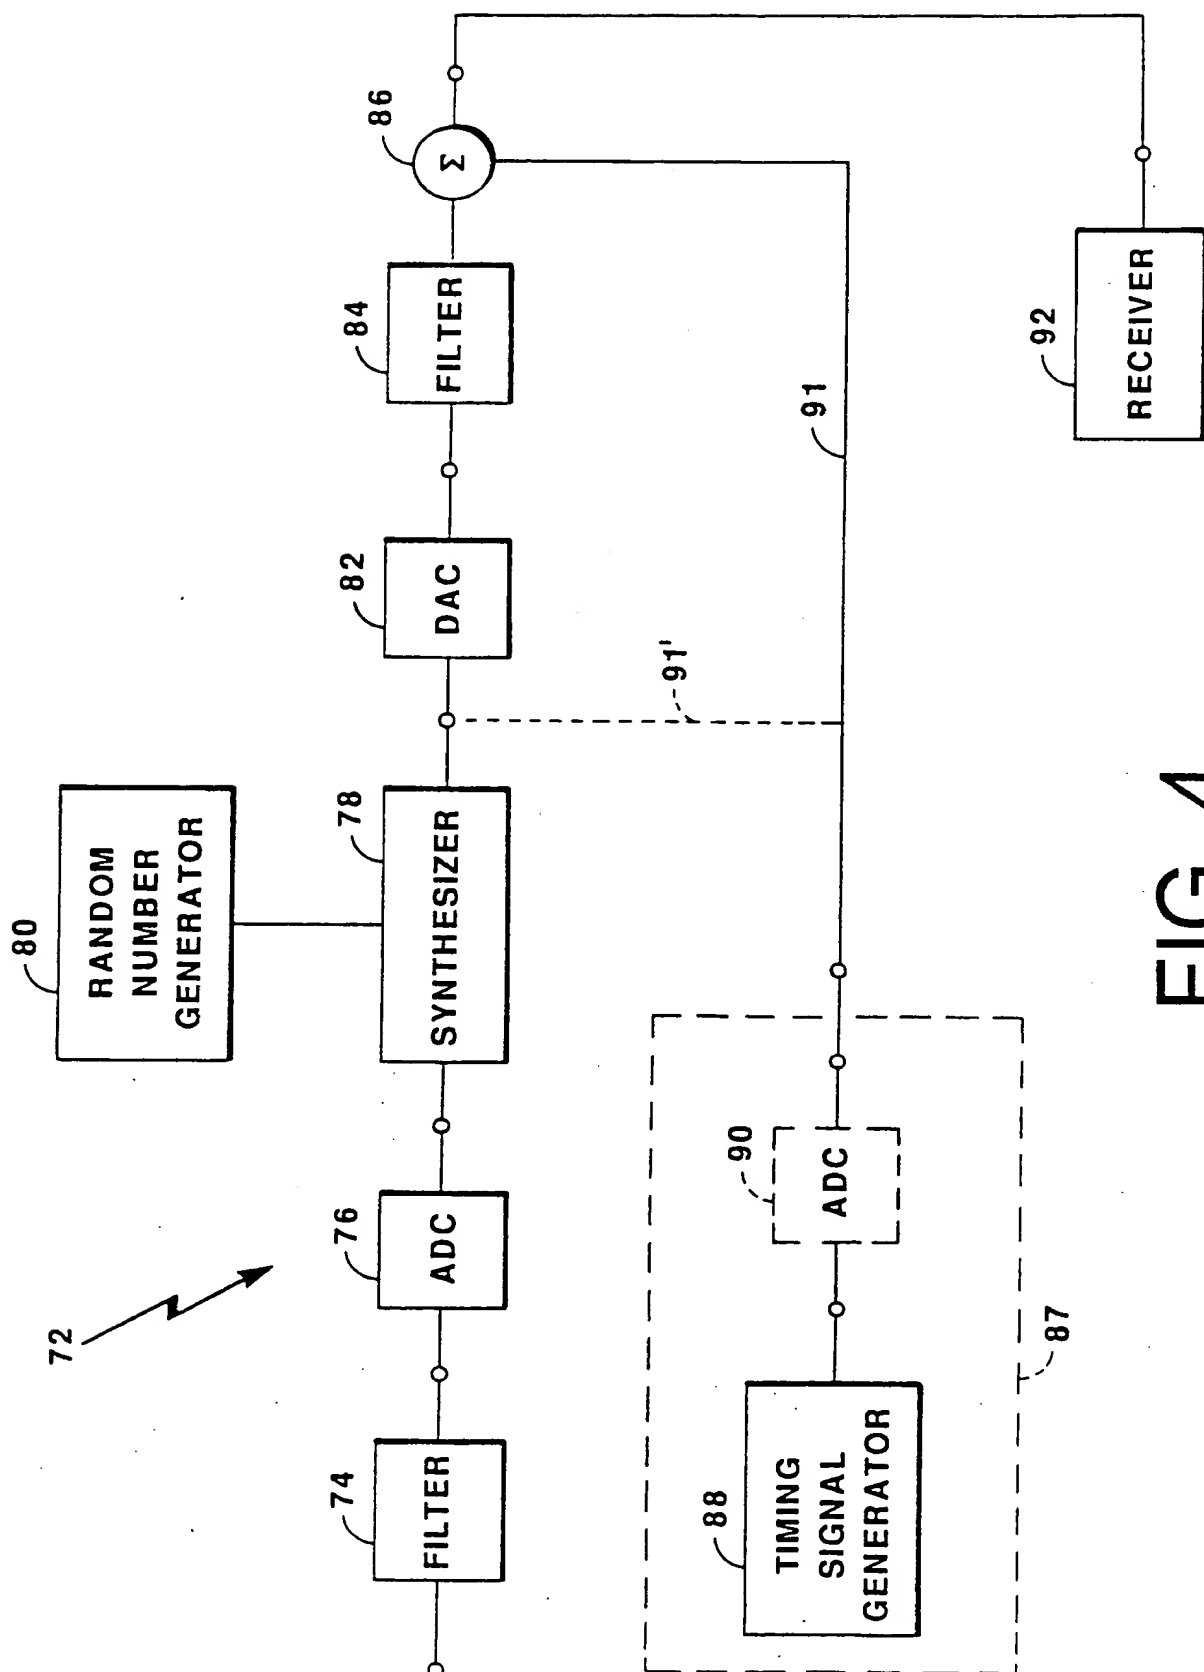 72
74
FILTER
76
ADC
78
SYNTHESIZER
80
RANDOM
NUMBER
GENERATOR
82
DAC
84
FILTER
86
Σ
88
TIMING
SIGNAL
GENERATOR
90
ADC
87
91'
91
92
RECEIVER
FIG. 4